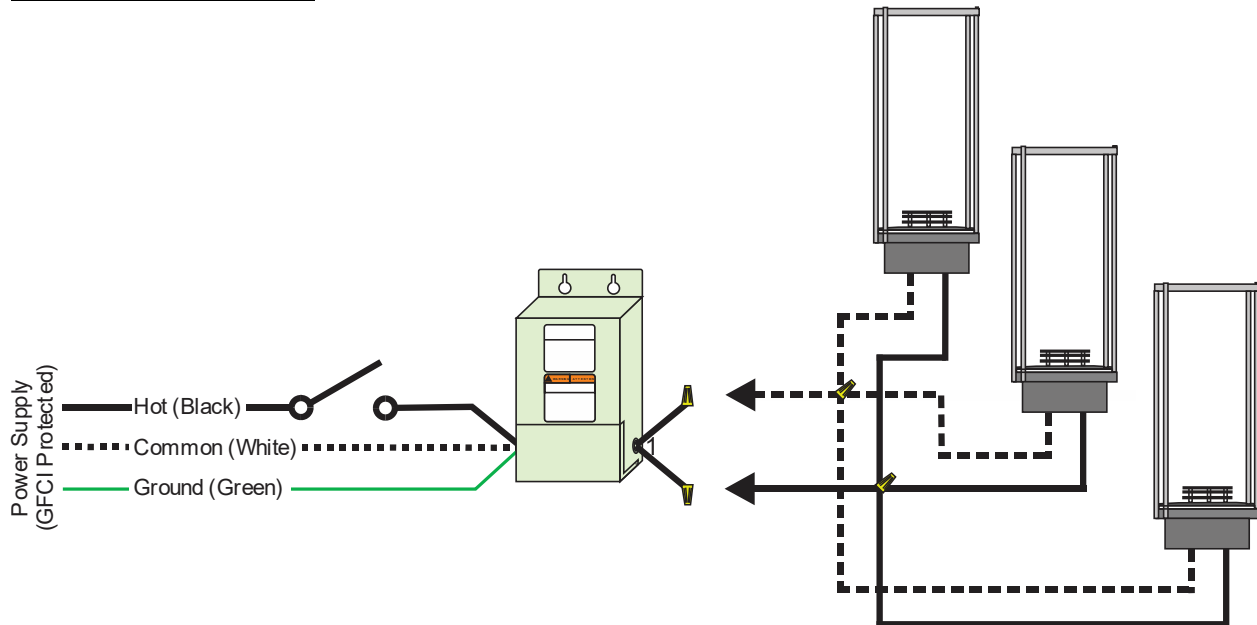 Power Supply
(GFCI Protected)
Hot (Black)
Common (White)
Ground (Green)